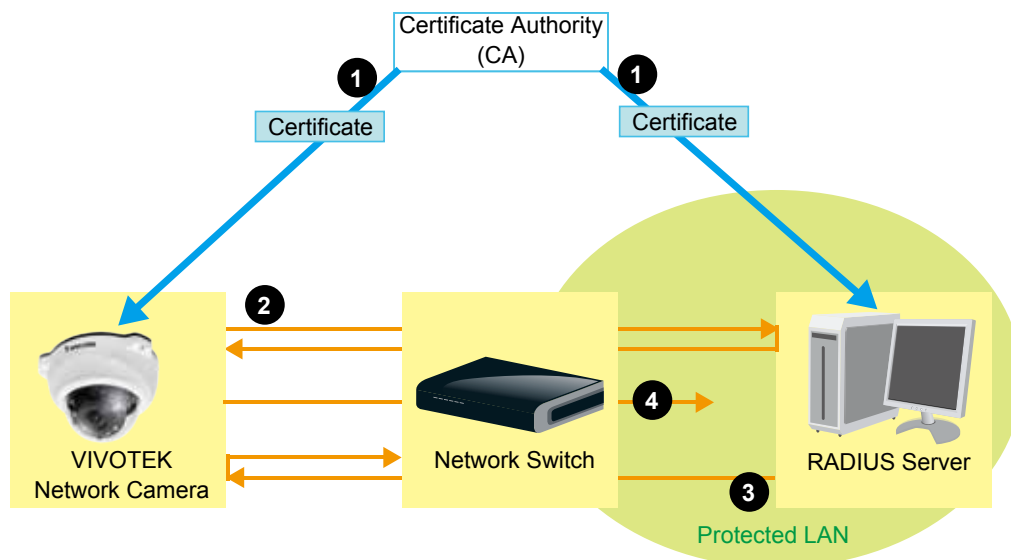 Certificate Authority
(CA)
1
1
Certificate
Certificate
2
4
VIVOTEK
Network Camera
Network Switch
RADIUS Server
3
Protected LAN